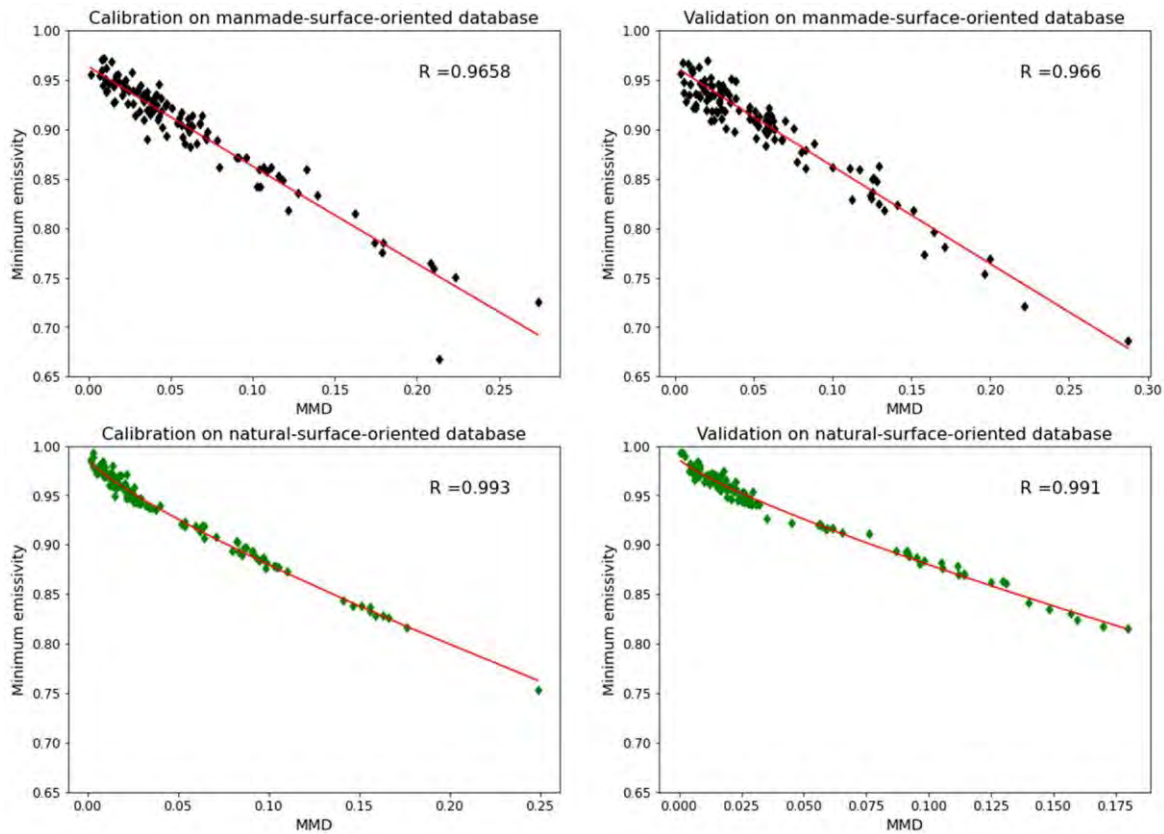 Calibration on manmade-surface-oriented database
R =0.9658
Minimum emissivity
1.00
0.95
0.90
0.85
0.80
0.75
0.70
0.65
0.00 0.05 0.10 0.15 0.20 0.25
MMD
Validation on manmade-surface-oriented database
R =0.966
Minimum emissivity
1.00
0.95
0.90
0.85
0.80
0.75
0.70
0.65
0.00 0.05 0.10 0.15 0.20 0.25 0.30
MMD
Calibration on natural-surface-oriented database
R =0.993
Minimum emissivity
1.00
0.95
0.90
0.85
0.80
0.75
0.70
0.65
0.00 0.05 0.10 0.15 0.20 0.25
MMD
Validation on natural-surface-oriented database
R =0.991
Minimum emissivity
1.00
0.95
0.90
0.85
0.80
0.75
0.70
0.65
0.000 0.025 0.050 0.075 0.100 0.125 0.150 0.175
MMD